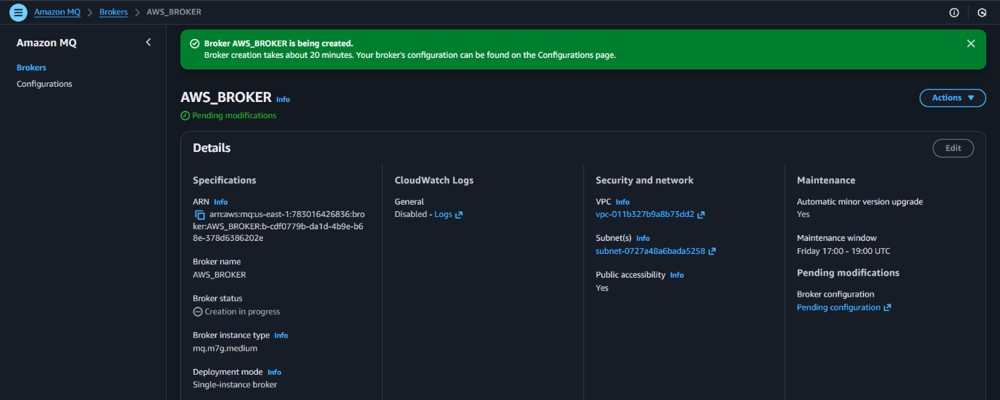 Amazon MQ > Brokers > AWS_BROKER
Amazon MQ
Brokers
Configurations
Broker AWS_BROKER is being created.
Broker creation takes about 20 minutes. Your broker's configuration can be found on the Configurations page.
AWS_BROKER Info
Actions
Pending modifications
Details
Edit
Specifications
ARN Info
arn:aws:mq:us-east-1:783016426836:bro
ker:AWS_BROKER:b-cdf0779b-da1d-4b9e-b6
8e-378d6386202e
Broker name
AWS_BROKER
Broker status
Creation in progress
Broker instance type Info
mq.m7g.medium
Deployment mode Info
Single-instance broker
CloudWatch Logs
General
Disabled - Logs
Security and network
VPC Info
vpc-011b327b9a8b73dd2
Subnet(s) Info
subnet-0727a48a6bada5258
Public accessibility Info
Yes
Maintenance
Automatic minor version upgrade
Yes
Maintenance window
Friday 17:00 - 19:00 UTC
Pending modifications
Broker configuration
Pending configuration